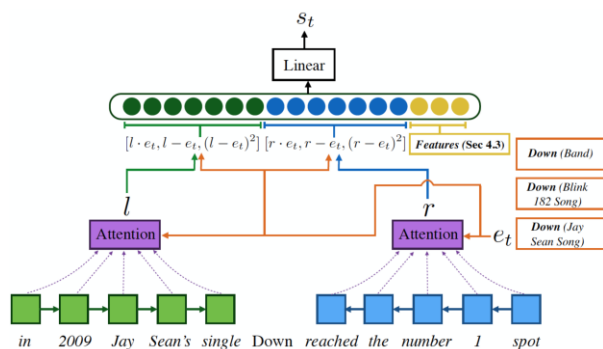 s_t
Linear
[l · e_t, l − e_t, (l − e_t)²] [r · e_t, r − e_t, (r − e_t)²]
Features (Sec 4.3)
Down (Band)
Down (Blink
182 Song)
Down (Jay
Sean Song)
l
r
e_t
Attention
Attention
in 2009 Jay Sean's single Down reached the number 1 spot